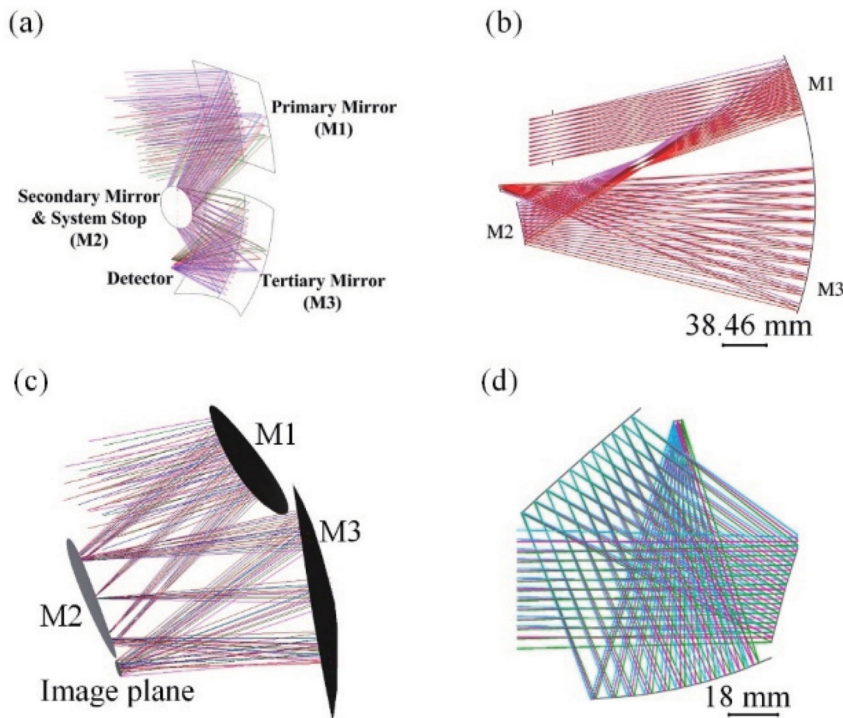 (a)
Primary Mirror
(M1)
Secondary Mirror
& System Stop
(M2)
Detector
Tertiary Mirror
(M3)
(b)
M1
M2
M3
38.46 mm
(c)
M1
M3
M2
Image plane
(d)
18 mm